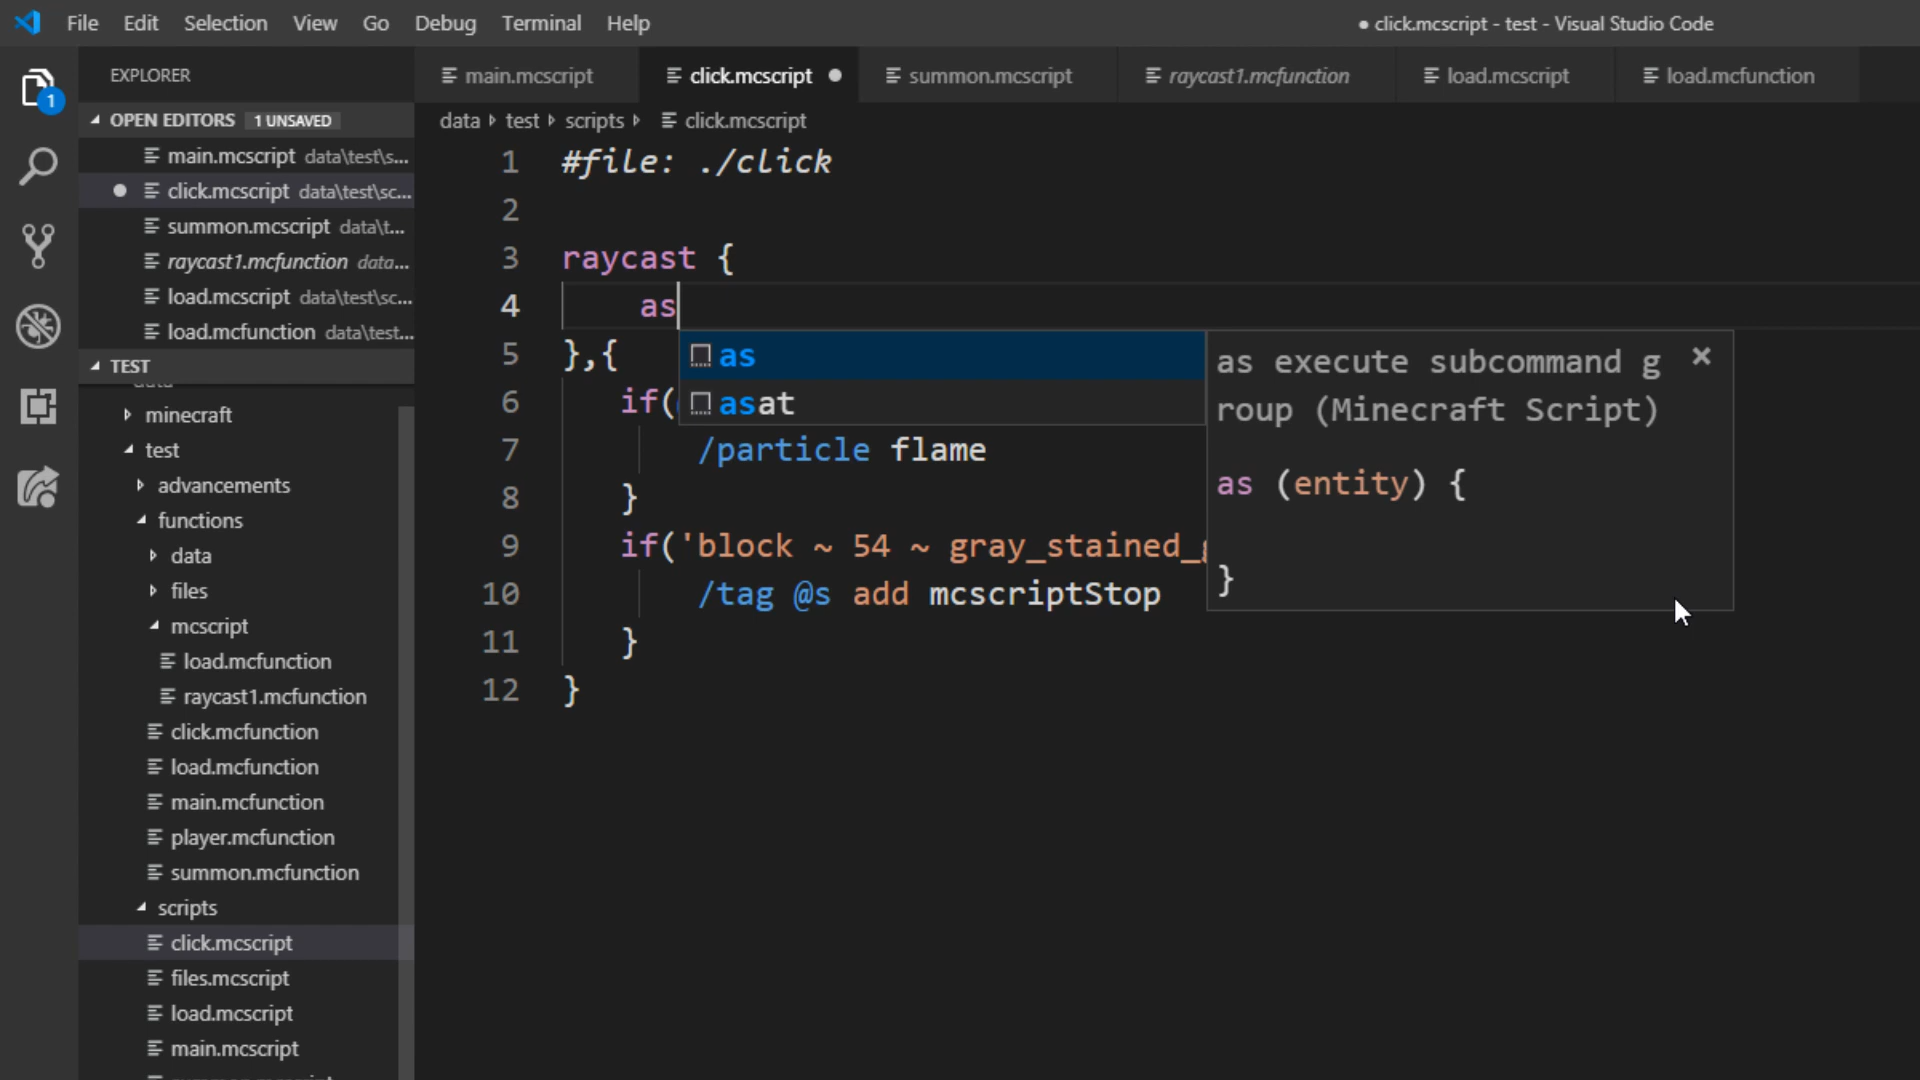 File Edit Selection View Go Debug Terminal Help
● click.mcscript - test - Visual Studio Code
1
EXPLORER
OPEN EDITORS 1 UNSAVED
main.mcscript data\test\s...
click.mcscript data\test\sc...
summon.mcscript data\t...
raycast1.mcfunction data...
load.mcscript data\test\sc...
load.mcfunction data\test...
TEST
data
minecraft
test
advancements
functions
data
files
mcscript
load.mcfunction
raycast1.mcfunction
click.mcfunction
load.mcfunction
main.mcfunction
player.mcfunction
summon.mcfunction
scripts
click.mcscript
files.mcscript
load.mcscript
main.mcscript
main.mcscript click.mcscript summon.mcscript raycast1.mcfunction load.mcscript load.mcfunction
data test scripts click.mcscript
1 #file: ./click
2
3 raycast {
4 as
5 },{
6 if(
7 /particle flame
8 }
9 if('block ~ 54 ~ gray_stained_g
10 /tag @s add mcscriptStop
11 }
12 }
as
asat
as execute subcommand g
roup (Minecraft Script)
as (entity) {
}